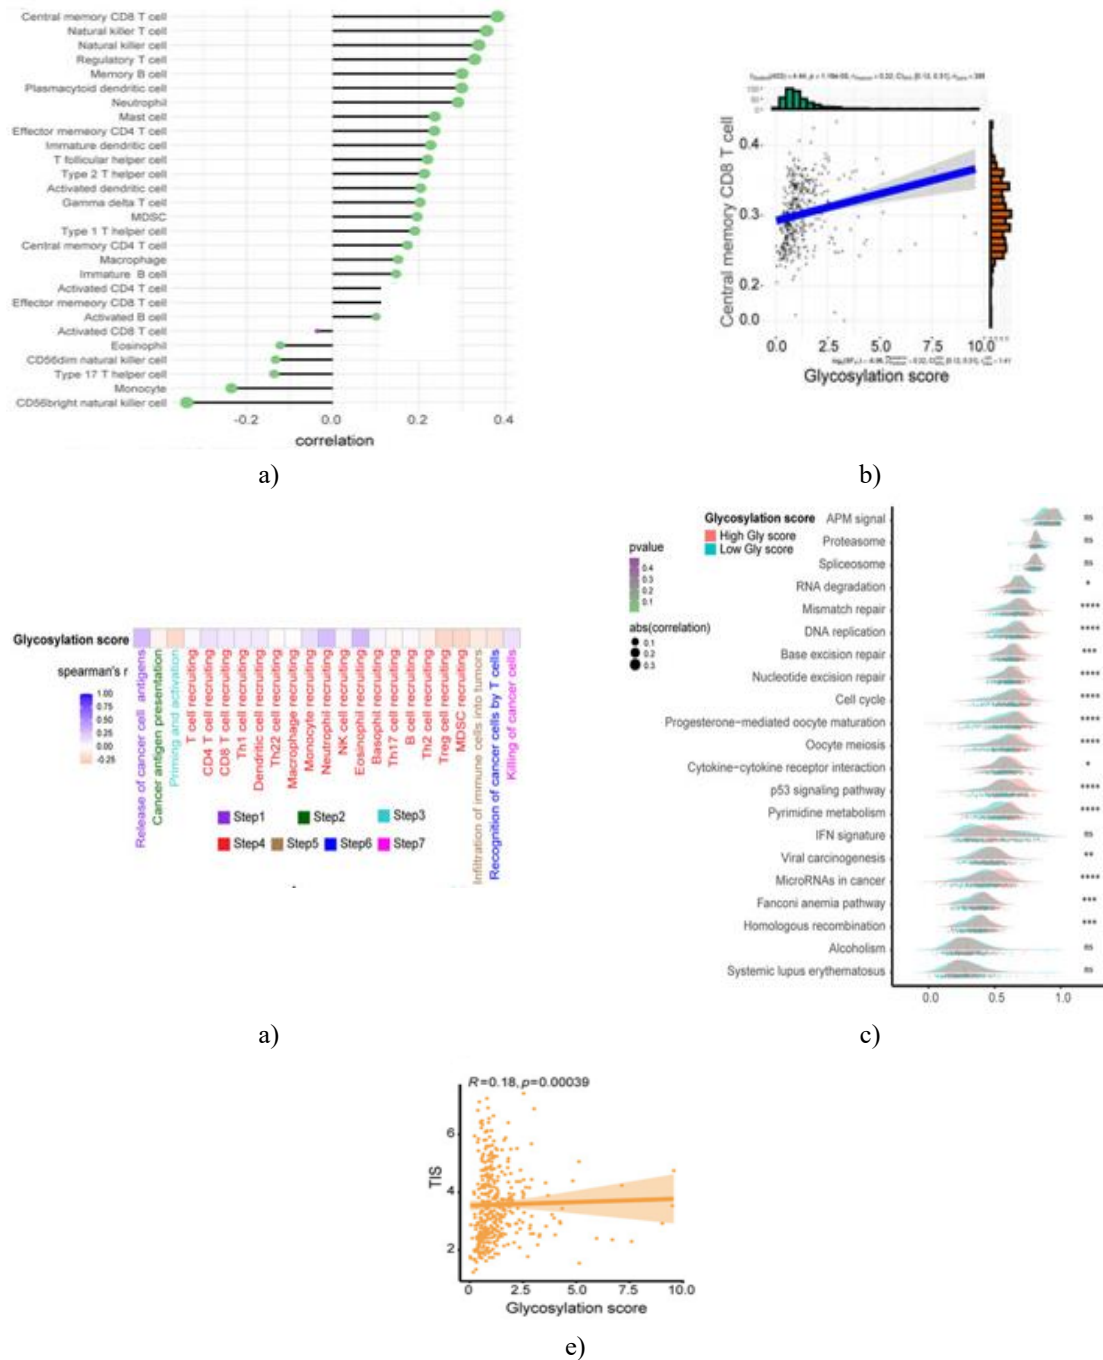 Central memory CD8 T cell
Natural killer T cell
Natural killer cell
Regulatory T cell
Memory B cell
Plasmacytoid dendritic cell
Neutrophil
Mast cell
Effector memeory CD4 T cell
Immature dendritic cell
T follicular helper cell
Type 2 T helper cell
Activated dendritic cell
Gamma delta T cell
MDSC
Type 1 T helper cell
Central memory CD4 T cell
Macrophage
Immature B cell
Activated CD4 T cell
Effector memeory CD8 T cell
Activated B cell
Activated CD8 T cell
Eosinophil
CD56dim natural killer cell
Type 17 T helper cell
Monocyte
CD56bright natural killer cell
-0.2 0.0 0.2 0.4
correlation
a)
Central memory CD8 T cell
0.4
0.3
0.2
0.0
0.0 2.5 5.0 7.5 10.0
Glycosylation score
b)
Glycosylation score
spearman's r
1.00
0.75
0.50
0.25
0.00
-0.25
Release of cancer cell antigens
Cancer antigen presentation
Priming and activation
T cell recruiting
CD4 T cell recruiting
CD8 T cell recruiting
Th1 cell recruiting
Dendritic cell recruiting
Th22 cell recruiting
Macrophage recruiting
Monocyte recruiting
Neutrophil recruiting
NK cell recruiting
Eosinophil recruiting
Basophil recruiting
Th17 cell recruiting
B cell recruiting
Th2 cell recruiting
Treg cell recruiting
MDSC recruiting
Infiltration of immune cells into tumors
Recognition of cancer cells by T cells
Killing of cancer cells
Step1 Step2 Step3
Step4 Step5 Step6 Step7
a)
pvalue
0.4
0.3
0.2
0.1
abs(correlation)
0.1
0.2
0.3
Glycosylation score
High Gly score
Low Gly score
APM signal ns
Proteasome ns
Spliceosome ns
RNA degradation *
Mismatch repair ****
DNA replication ****
Base excision repair ***
Nucleotide excision repair ****
Cell cycle ****
Progesterone-mediated oocyte maturation ****
Oocyte meiosis ****
Cytokine-cytokine receptor interaction *
p53 signaling pathway ****
Pyrimidine metabolism ****
IFN signature ns
Viral carcinogenesis **
MicroRNAs in cancer ****
Fanconi anemia pathway ***
Homologous recombination ***
Alcoholism ns
Systemic lupus erythematosus ns
0.0 0.5 1.0
c)
R=0.18, p=0.00039
TIS
6
4
2
0 2.5 5.0 7.5 10.0
Glycosylation score
e)